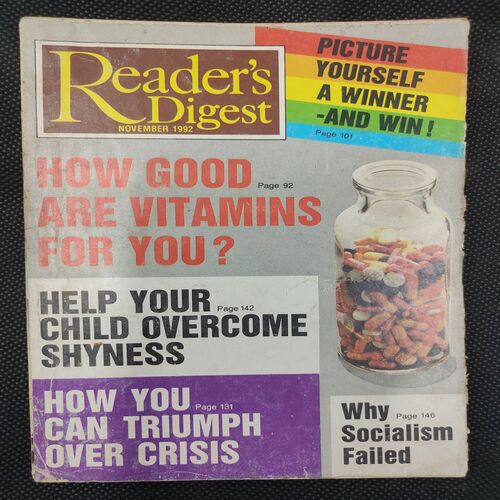 Reader's
Digest
NOVEMBER 1992
PICTURE
YOURSELF
A WINNER
-AND WIN!
Page 101
HOW GOOD Page 92
ARE VITAMINS
FOR YOU?
HELP YOUR Page 142
CHILD OVERCOME
SHYNESS
HOW YOU Page 131
CAN TRIUMPH
OVER CRISIS
Why Page 146
Socialism
Failed